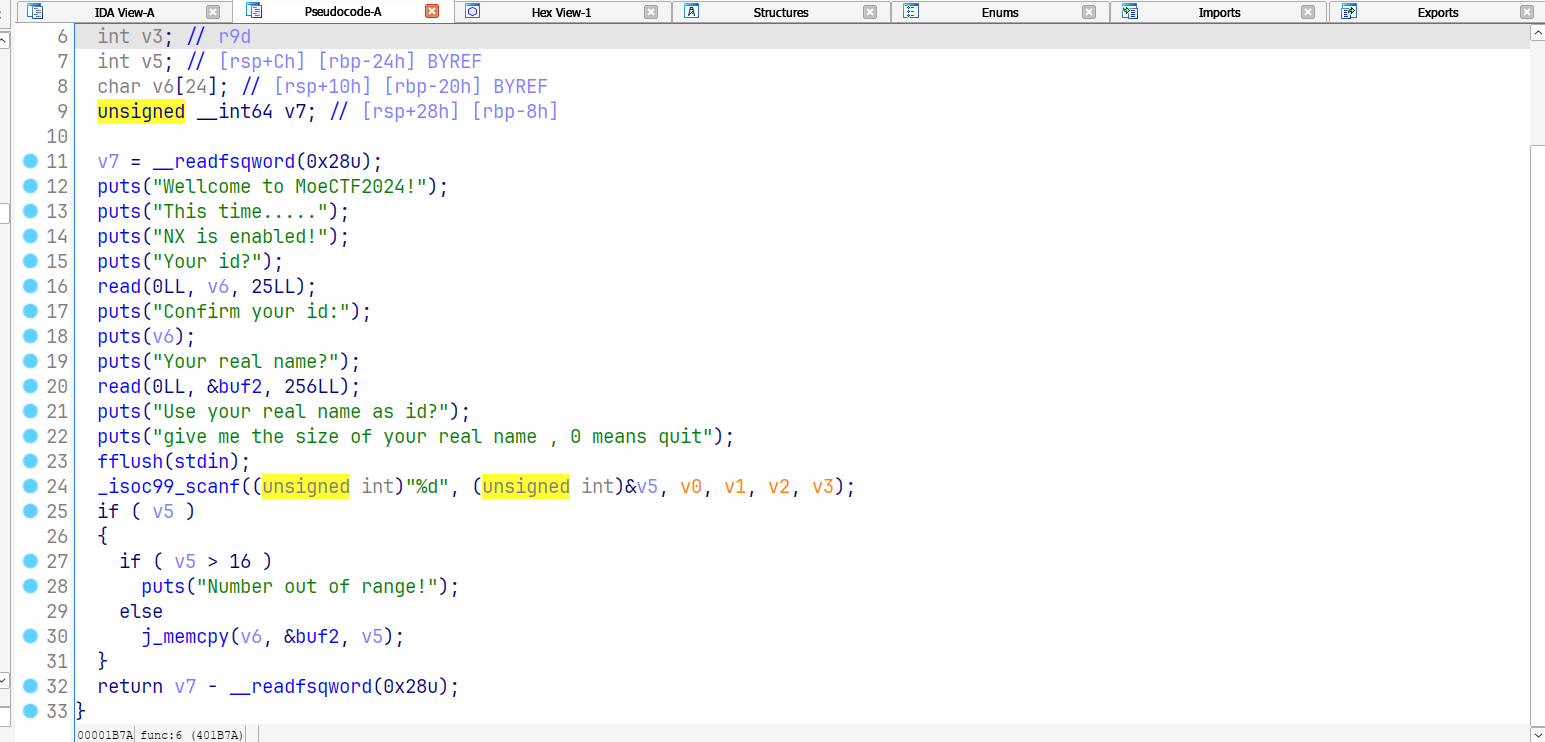 IDA View-A Pseudocode-A Hex View-1 Structures Enums Imports Exports
6 int v3; // r9d
7 int v5; // [rsp+Ch] [rbp-24h] BYREF
8 char v6[24]; // [rsp+10h] [rbp-20h] BYREF
9 unsigned __int64 v7; // [rsp+28h] [rbp-8h]
10
11 v7 = __readfsqword(0x28u);
12 puts("Wellcome to MoeCTF2024!");
13 puts("This time.....");
14 puts("NX is enabled!");
15 puts("Your id?");
16 read(0LL, v6, 25LL);
17 puts("Confirm your id:");
18 puts(v6);
19 puts("Your real name?");
20 read(0LL, &buf2, 256LL);
21 puts("Use your real name as id?");
22 puts("give me the size of your real name , 0 means quit");
23 fflush(stdin);
24 _isoc99_scanf((unsigned int)"%d", (unsigned int)&v5, v0, v1, v2, v3);
25 if ( v5 )
26 {
27 if ( v5 > 16 )
28 puts("Number out of range!");
29 else
30 j_memcpy(v6, &buf2, v5);
31 }
32 return v7 - __readfsqword(0x28u);
33 }
00001B7A func:6 (401B7A)